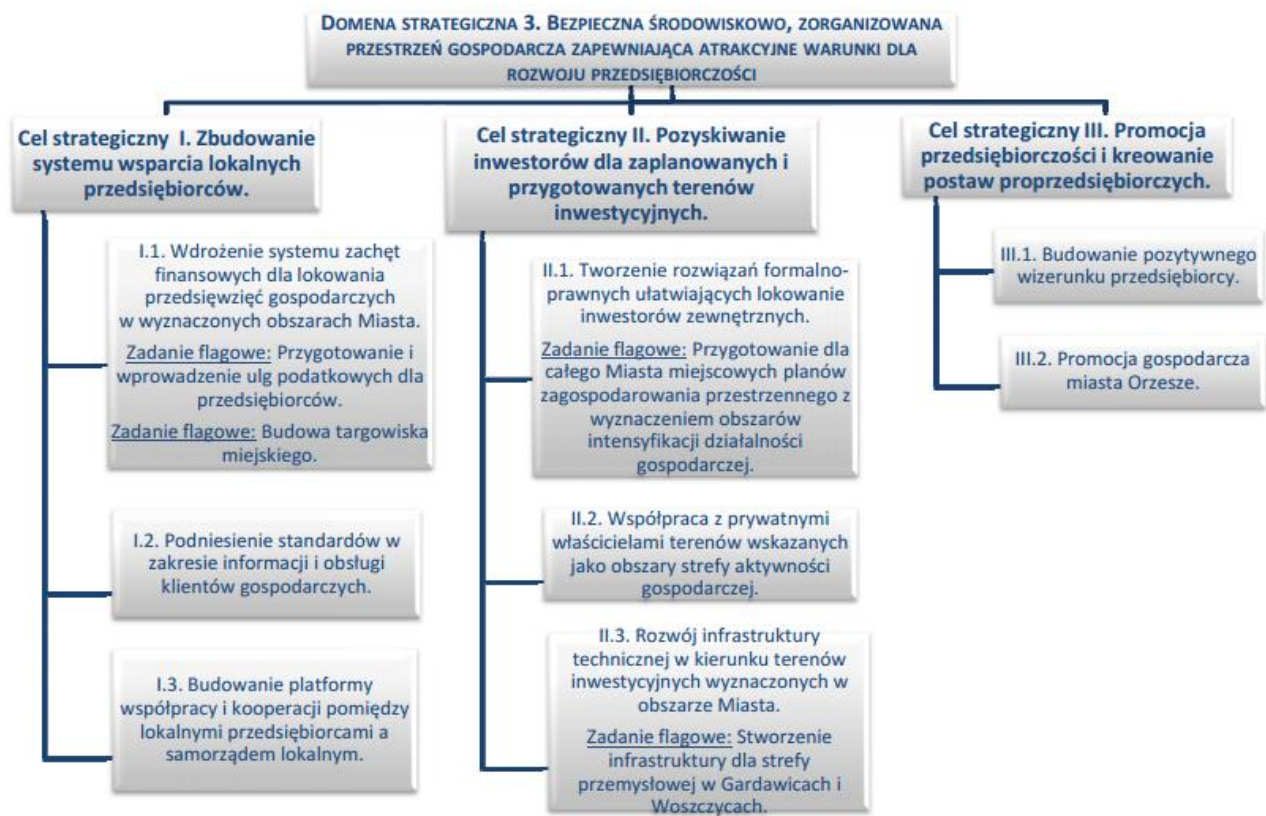 DOMENA STRATEGICZNA 3. BEZPIECZNA ŚRODOWISKOWO, ZORGANIZOWANA
PRZESTRZEŃ GOSPODARCZA ZAPEWNIAJĄCA ATRAKCYJNE WARUNKI DLA
ROZWOJU PRZEDSIĘBIORCZOŚCI
Cel strategiczny I. Zbudowanie
systemu wsparcia lokalnych
przedsiębiorców.
I.1. Wdrożenie systemu zachęt
finansowych dla lokowania
przedsięwzięć gospodarczych
w wyznaczonych obszarach Miasta.
Zadanie flagowe: Przygotowanie i
wprowadzenie ulg podatkowych dla
przedsiębiorców.
Zadanie flagowe: Budowa targowiska
miejskiego.
I.2. Podniesienie standardów w
zakresie informacji i obsługi
klientów gospodarczych.
I.3. Budowanie platformy
współpracy i kooperacji pomiędzy
lokalnymi przedsiębiorcami a
samorządem lokalnym.
Cel strategiczny II. Pozyskiwanie
inwestorów dla zaplanowanych i
przygotowanych terenów
inwestycyjnych.
II.1. Tworzenie rozwiązań formalno-
prawnych ułatwiających lokowanie
inwestorów zewnętrznych.
Zadanie flagowe: Przygotowanie dla
całego Miasta miejscowych planów
zagospodarowania przestrzennego z
wyznaczeniem obszarów
intensyfikacji działalności
gospodarczej.
II.2. Współpraca z prywatnymi
właścicielami terenów wskazanych
jako obszary strefy aktywności
gospodarczej.
II.3. Rozwój infrastruktury
technicznej w kierunku terenów
inwestycyjnych wyznaczonych w
obszarze Miasta.
Zadanie flagowe: Stworzenie
infrastruktury dla strefy
przemysłowej w Gardawicach i
Woszczycach.
Cel strategiczny III. Promocja
przedsiębiorczości i kreowanie
postaw proprzedsiębiorczych.
III.1. Budowanie pozytywnego
wizerunku przedsiębiorcy.
III.2. Promocja gospodarcza
miasta Orzesze.